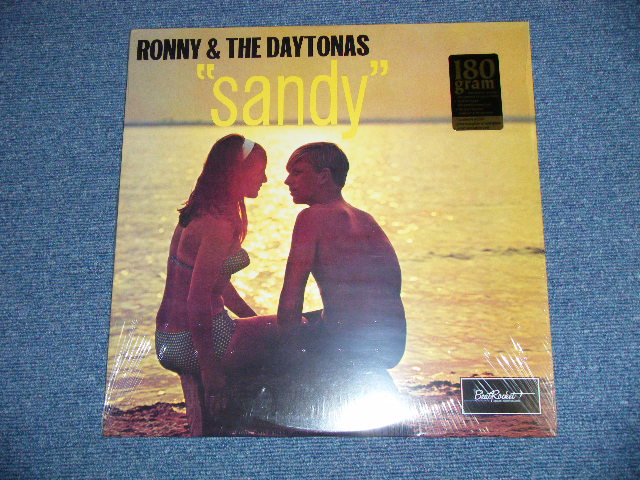 RONNY & THE DAYTONAS
"sandy"
180
gram
BeatRocket